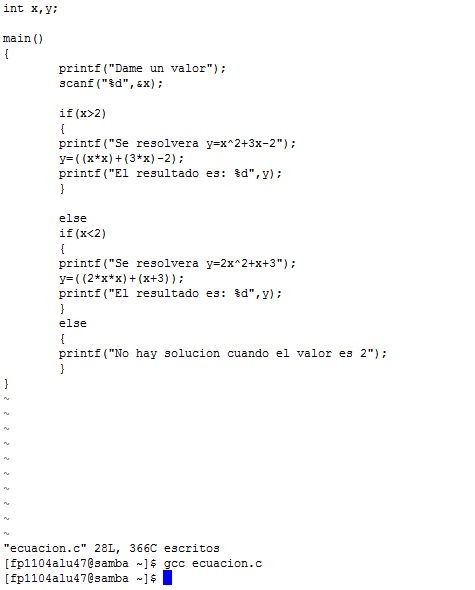 int x,y;

main()
{
        printf("Dame un valor");
        scanf("%d",&x);

        if(x>2)
        {
        printf("Se resolvera y=x^2+3x-2");
        y=((x*x)+(3*x)-2);
        printf("El resultado es: %d",y);
        }

        else
        if(x<2)
        {
        printf("Se resolvera y=2x^2+x+3");
        y=((2*x*x)+(x+3));
        printf("El resultado es: %d",y);
        }
        else
        {
        printf("No hay solucion cuando el valor es 2");
        }
}
~
~
~
~
~
~
~
~
~
~
"ecuacion.c" 28L, 366C escritos
[fp1104alu47@samba ~]$ gcc ecuacion.c
[fp1104alu47@samba ~]$